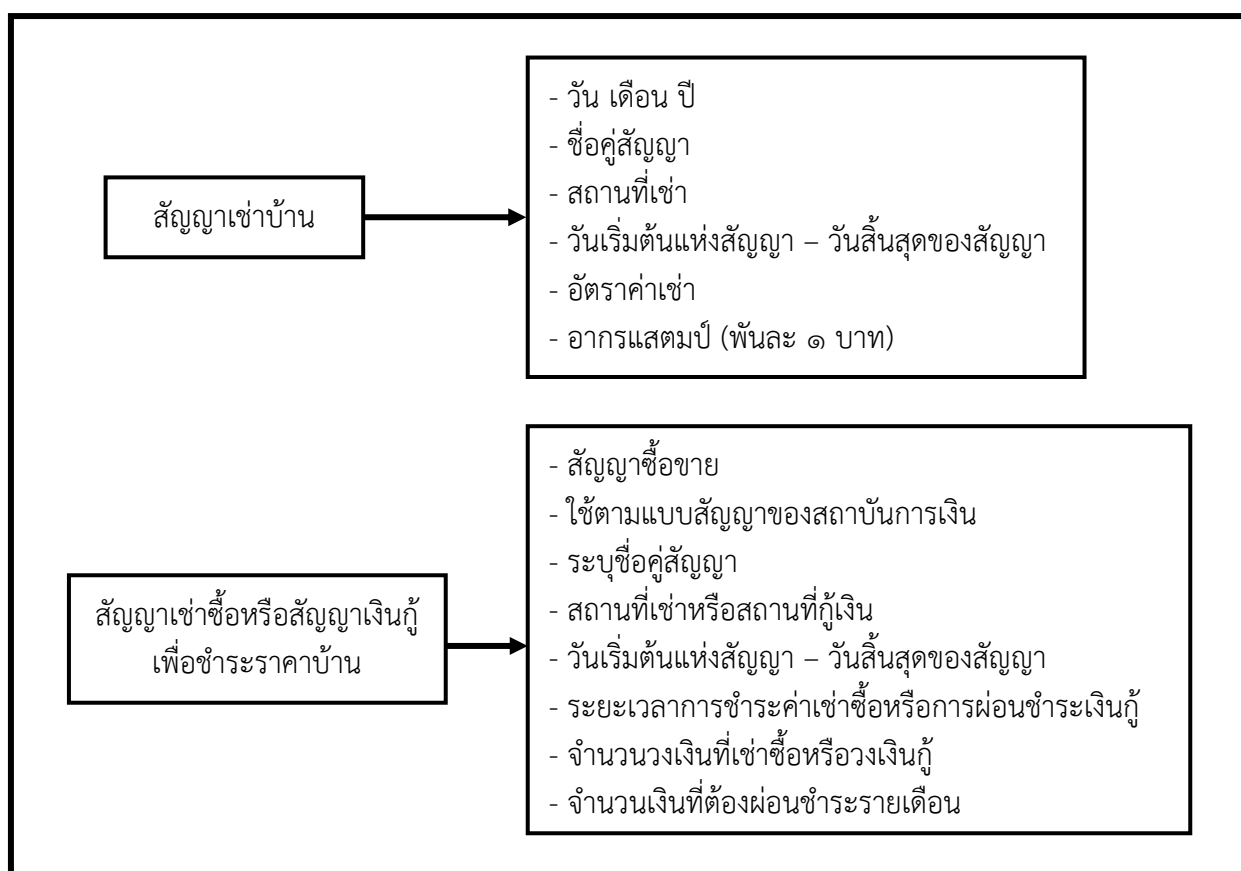 สัญญาเช่าบ้าน
- วัน เดือน ปี
- ชื่อคู่สัญญา
- สถานที่เช่า
- วันเริ่มต้นแห่งสัญญา – วันสิ้นสุดของสัญญา
- อัตราค่าเช่า
- อากรแสตมป์ (พันละ ๑ บาท)
สัญญาเช่าซื้อหรือสัญญาเงินกู้
เพื่อชำระราคาบ้าน
- สัญญาซื้อขาย
- ใช้ตามแบบสัญญาของสถาบันการเงิน
- ระบุชื่อคู่สัญญา
- สถานที่เช่าหรือสถานที่กู้เงิน
- วันเริ่มต้นแห่งสัญญา – วันสิ้นสุดของสัญญา
- ระยะเวลาการชำระค่าเช่าซื้อหรือการผ่อนชำระเงินกู้
- จำนวนวงเงินที่เช่าซื้อหรือวงเงินกู้
- จำนวนเงินที่ต้องผ่อนชำระรายเดือน